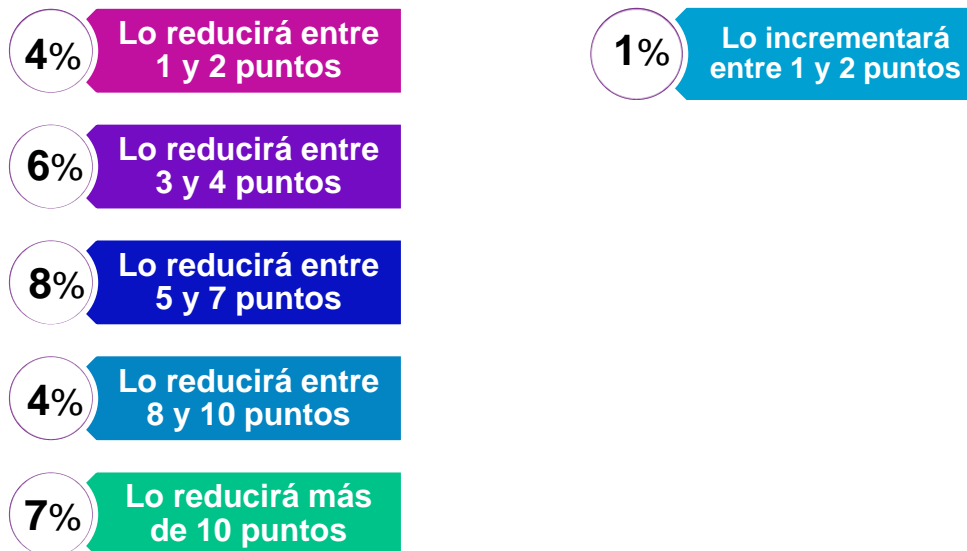 4%
Lo reducirá entre
1 y 2 puntos
6%
Lo reducirá entre
3 y 4 puntos
8%
Lo reducirá entre
5 y 7 puntos
4%
Lo reducirá entre
8 y 10 puntos
7%
Lo reducirá más
de 10 puntos
1%
Lo incrementará
entre 1 y 2 puntos